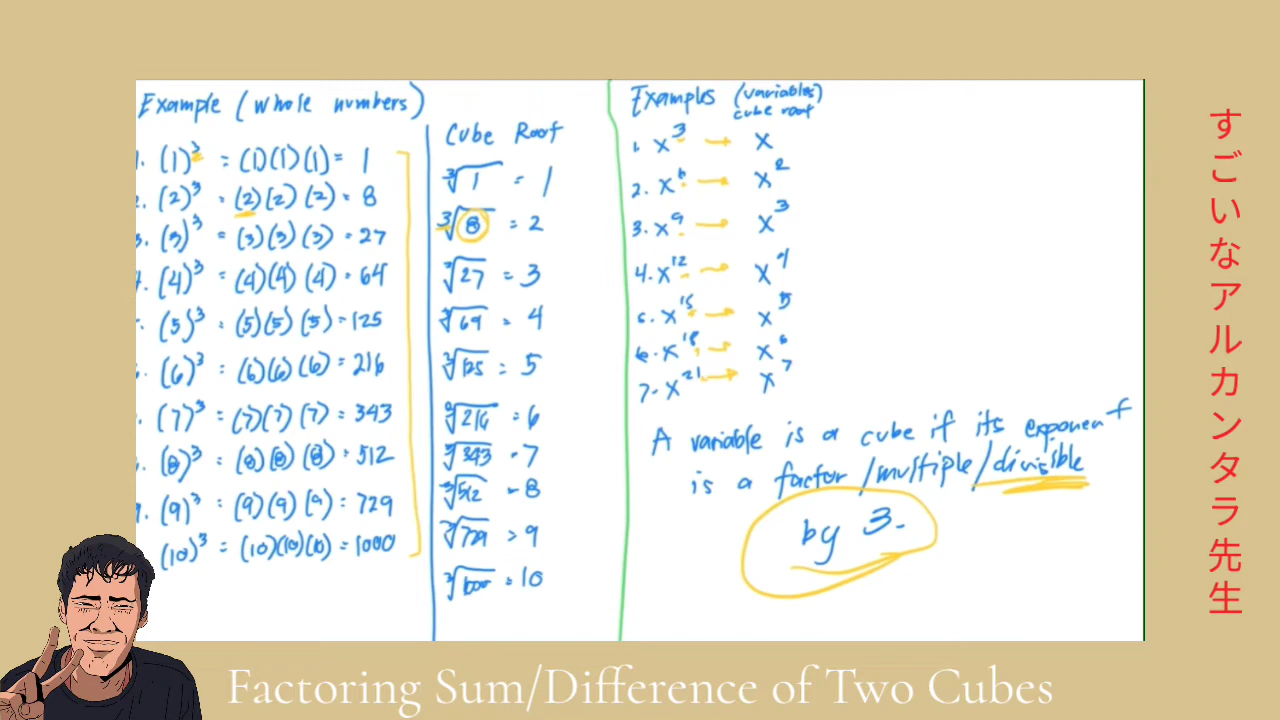 Example (whole numbers)
1. (1)³ = (1)(1)(1) = 1
2. (2)³ = (2)(2)(2) = 8
3. (3)³ = (3)(3)(3) = 27
4. (4)³ = (4)(4)(4) = 64
(5)³ = (5)(5)(5) = 125
(6)³ = (6)(6)(6) = 216
(7)³ = (7)(7)(7) = 343
(8)³ = (8)(8)(8) = 512
9. (9)³ = (9)(9)(9) = 729
(10)³ = (10)(10)(10) = 1000
Cube Root
∛1 = 1
∛8 = 2
∛27 = 3
∛64 = 4
∛125 = 5
∛216 = 6
∛343 = 7
∛512 = 8
∛729 = 9
∛1000 = 10
Examples (variables)
cube root
1. x³ → x
2. x⁶ → x²
3. x⁹ → x³
4. x¹² → x⁴
x¹⁵ → x⁵
6. x¹⁸ → x⁶
7. x²¹ → x⁷
A variable is a cube if its exponent
is a factor/multiple/divisible
by 3.
すごいなアルカンタラ先生
Factoring Sum/Difference of Two Cubes